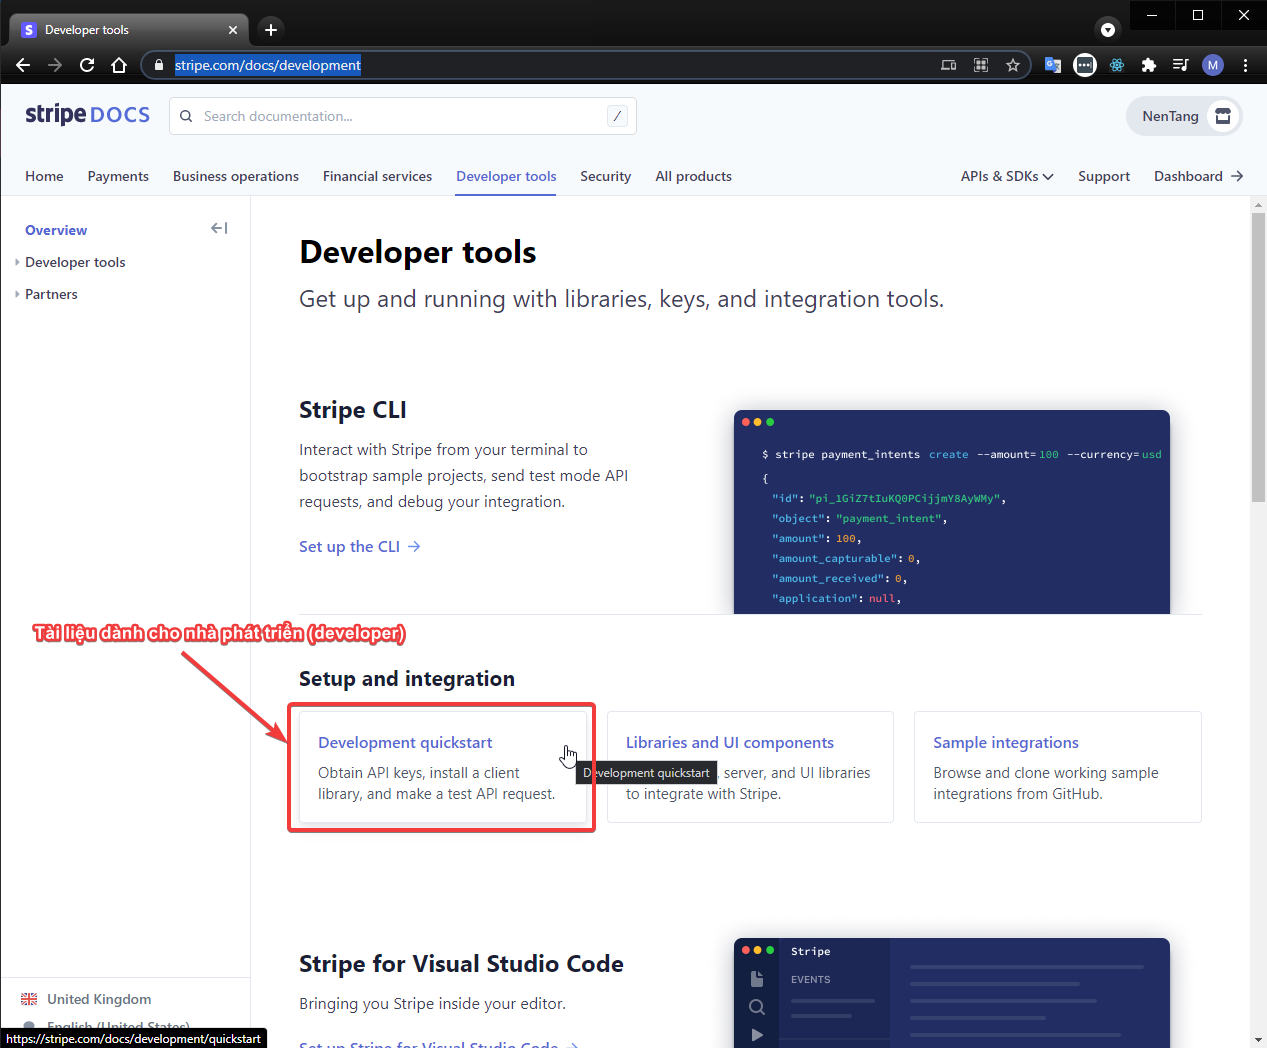 Developer tools
stripe.com/docs/development
M
stripe DOCS
Search documentation...
/
NenTang
Home
Payments
Business operations
Financial services
Developer tools
Security
All products
APIs & SDKs
Support
Dashboard
Overview
Developer tools
Partners
Developer tools
Get up and running with libraries, keys, and integration tools.
Stripe CLI
Interact with Stripe from your terminal to
bootstrap sample projects, send test mode API
requests, and debug your integration.
Set up the CLI →
$ stripe payment_intents create --amount=100 --currency=usd
{
"id": "pi_1GiZ7tIuKQ0PCijjmY8AyWMy",
"object": "payment_intent",
"amount": 100,
"amount_capturable": 0,
"amount_received": 0,
"application": null,
Tài liệu dành cho nhà phát triển (developer)
Setup and integration
Development quickstart
Obtain API keys, install a client
library, and make a test API request.
Development quickstart
Libraries and UI components
, server, and UI libraries
to integrate with Stripe.
Sample integrations
Browse and clone working sample
integrations from GitHub.
Stripe for Visual Studio Code
Bringing you Stripe inside your editor.
Set up Stripe for Visual Studio Code →
Stripe
EVENTS
United Kingdom
English (United States)
https://stripe.com/docs/development/quickstart